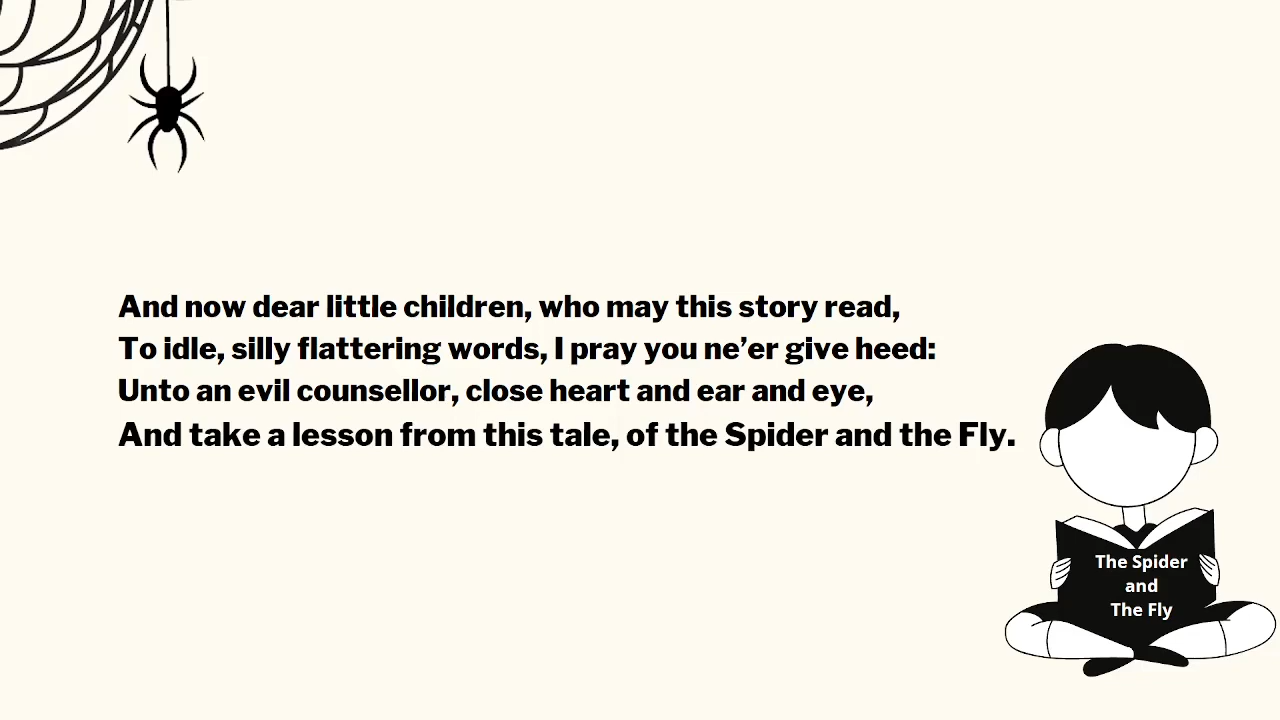 And now dear little children, who may this story read,
To idle, silly flattering words, I pray you ne’er give heed:
Unto an evil counsellor, close heart and ear and eye,
And take a lesson from this tale, of the Spider and the Fly.
The Spider
and
The Fly